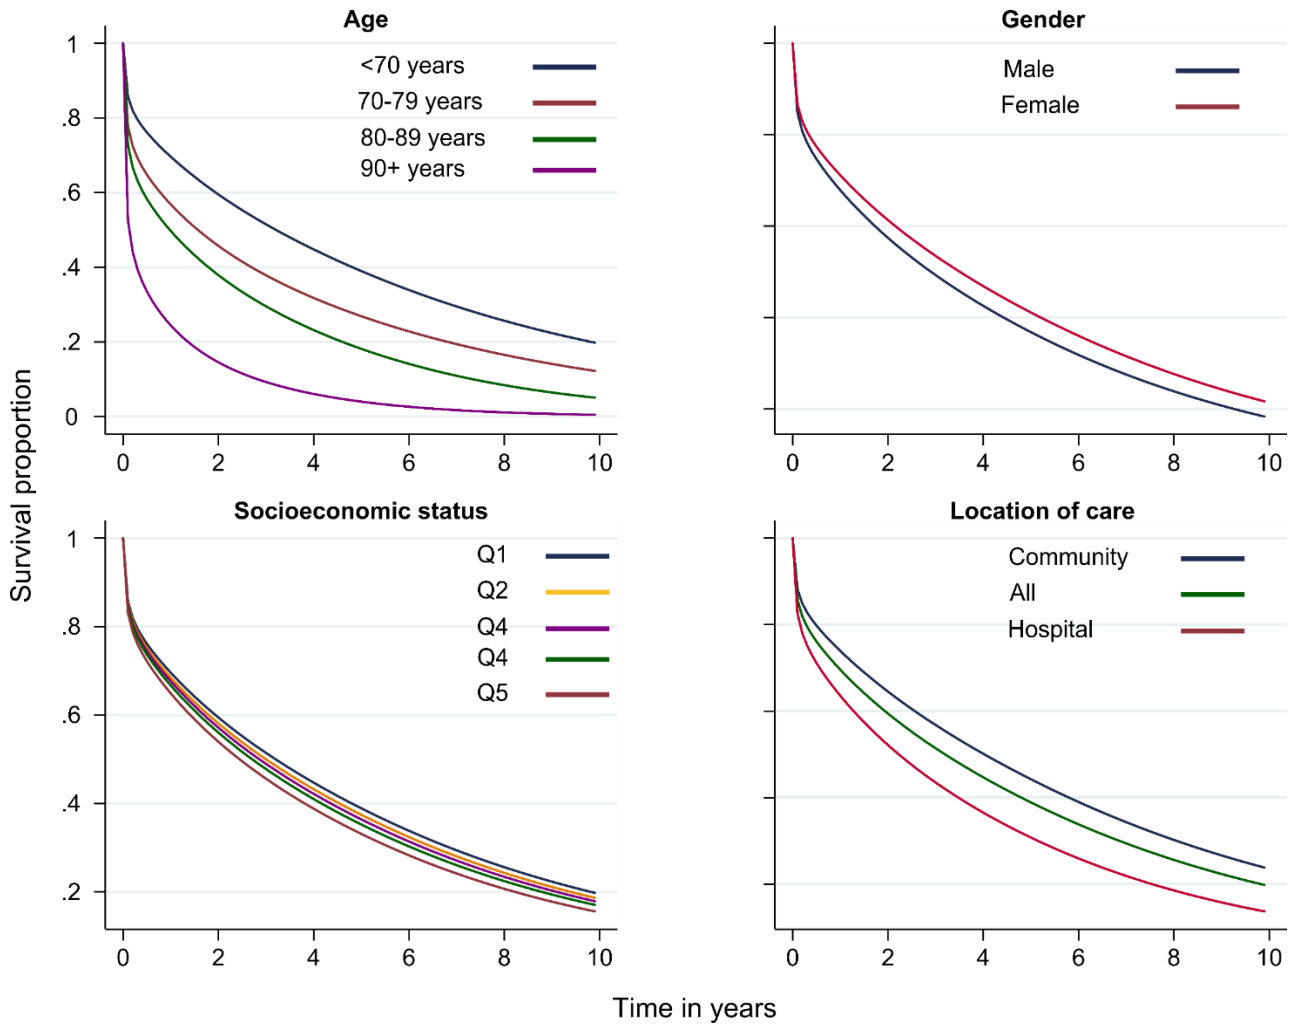 Age
<70 years
70-79 years
80-89 years
90+ years
1
.8
.6
.4
.2
0
0 2 4 6 8 10
Gender
Male
Female
0 2 4 6 8 10
Survival proportion
Socioeconomic status
Q1
Q2
Q4
Q4
Q5
1
.8
.6
.4
.2
0 2 4 6 8 10
Location of care
Community
All
Hospital
0 2 4 6 8 10
Time in years